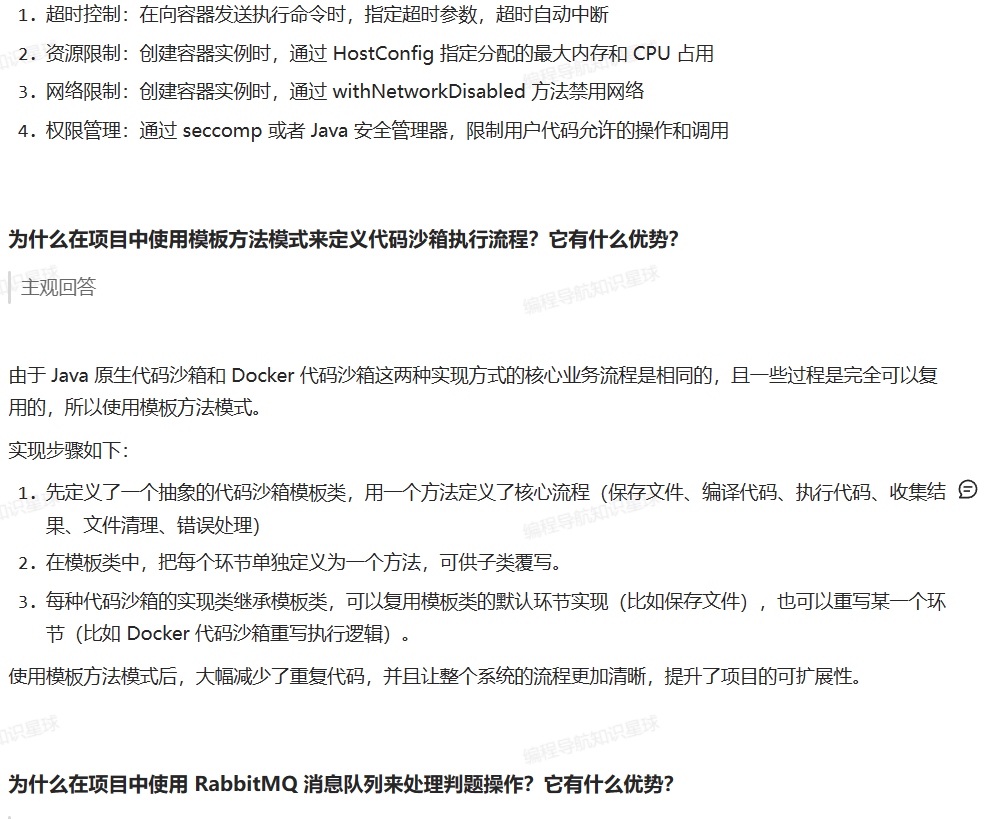 1. 超时控制：在向容器发送执行命令时，指定超时参数，超时自动中断
2. 资源限制：创建容器实例时，通过 HostConfig 指定分配的最大内存和 CPU 占用
3. 网络限制：创建容器实例时，通过 withNetworkDisabled 方法禁用网络
4. 权限管理：通过 seccomp 或者 Java 安全管理器，限制用户代码允许的操作和调用
为什么在项目中使用模板方法模式来定义代码沙箱执行流程？它有什么优势？
主观回答
编程导航知识星球
由于 Java 原生代码沙箱和 Docker 代码沙箱这两种实现方式的核心业务流程是相同的，且一些过程是完全可以复
用的，所以使用模板方法模式。
实现步骤如下：
1. 先定义了一个抽象的代码沙箱模板类，用一个方法定义了核心流程（保存文件、编译代码、执行代码、收集结
果、文件清理、错误处理）
编程导航知识星球
2. 在模板类中，把每个环节单独定义为一个方法，可供子类覆写。
3. 每种代码沙箱的实现类继承模板类，可以复用模板类的默认环节实现（比如保存文件），也可以重写某一个环
节（比如 Docker 代码沙箱重写执行逻辑）。
使用模板方法模式后，大幅减少了重复代码，并且让整个系统的流程更加清晰，提升了项目的可扩展性。
知识星球
编程导航知识星球
为什么在项目中使用 RabbitMQ 消息队列来处理判题操作？它有什么优势？